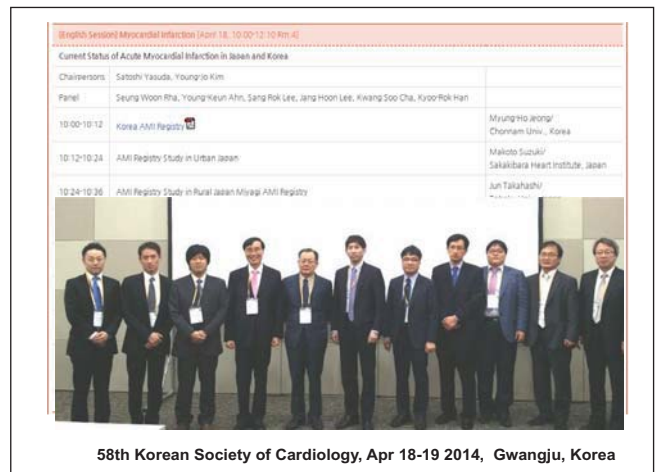 [English Session] Myocardial Infarction [April 18, 10:00-12:10 Rm.4]
Current Status of Acute Myocardial Infarction in Japan and Korea
Chairpersons Satoshi Yasuda, Young-Jo Kim
Panel Seung Woon Rha, Young-Keun Ahn, Sang Rok Lee, Jang Hoon Lee, Kwang Soo Cha, Kyoo-Rok Han
10:00-10:12 Korea AMI Registry Myung-Ho Jeong/
Chonnam Univ., Korea
10:12-10:24 AMI Registry Study in Urban Japan Makoto Suzuki/
Sakakibara Heart Institute, Japan
10:24-10:36 AMI Registry Study in Rural Japan Miyagi AMI Registry Jun Takahashi/
58th Korean Society of Cardiology, Apr 18-19 2014, Gwangju, Korea